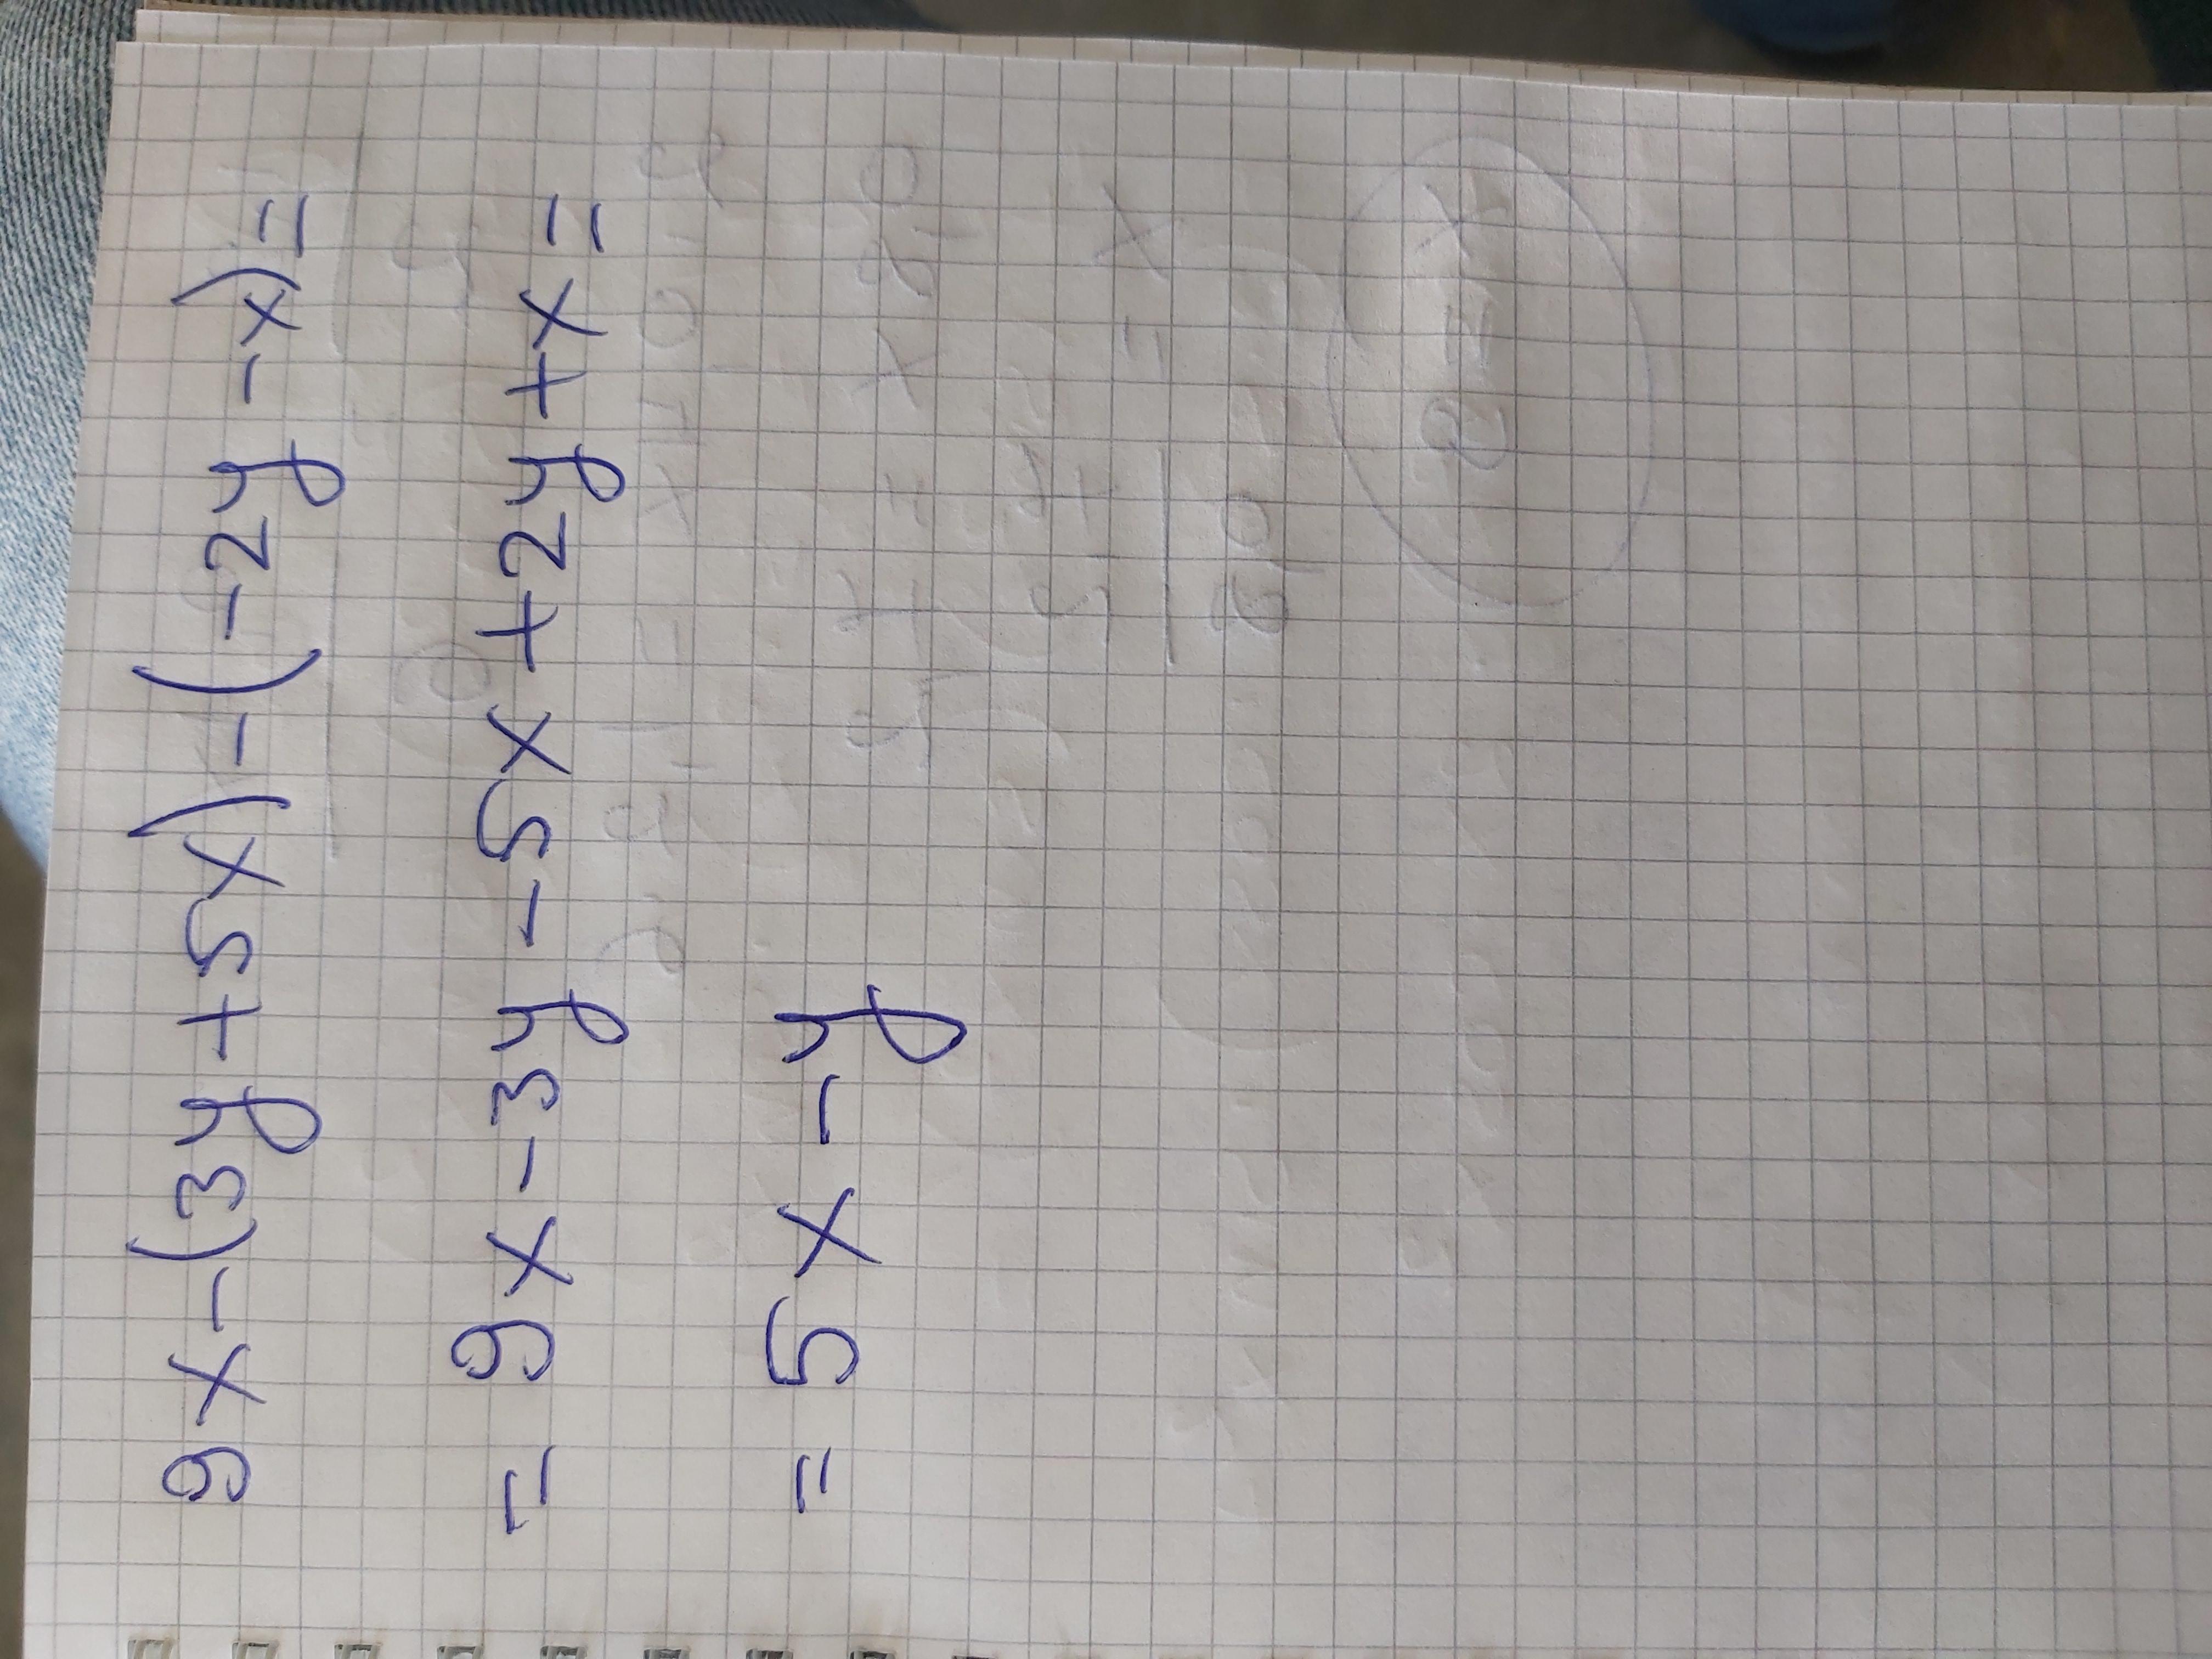 9x-(3y+5x)-(-2y-x)=
= 9x-3y-5x+2y+x=
= 5x-y